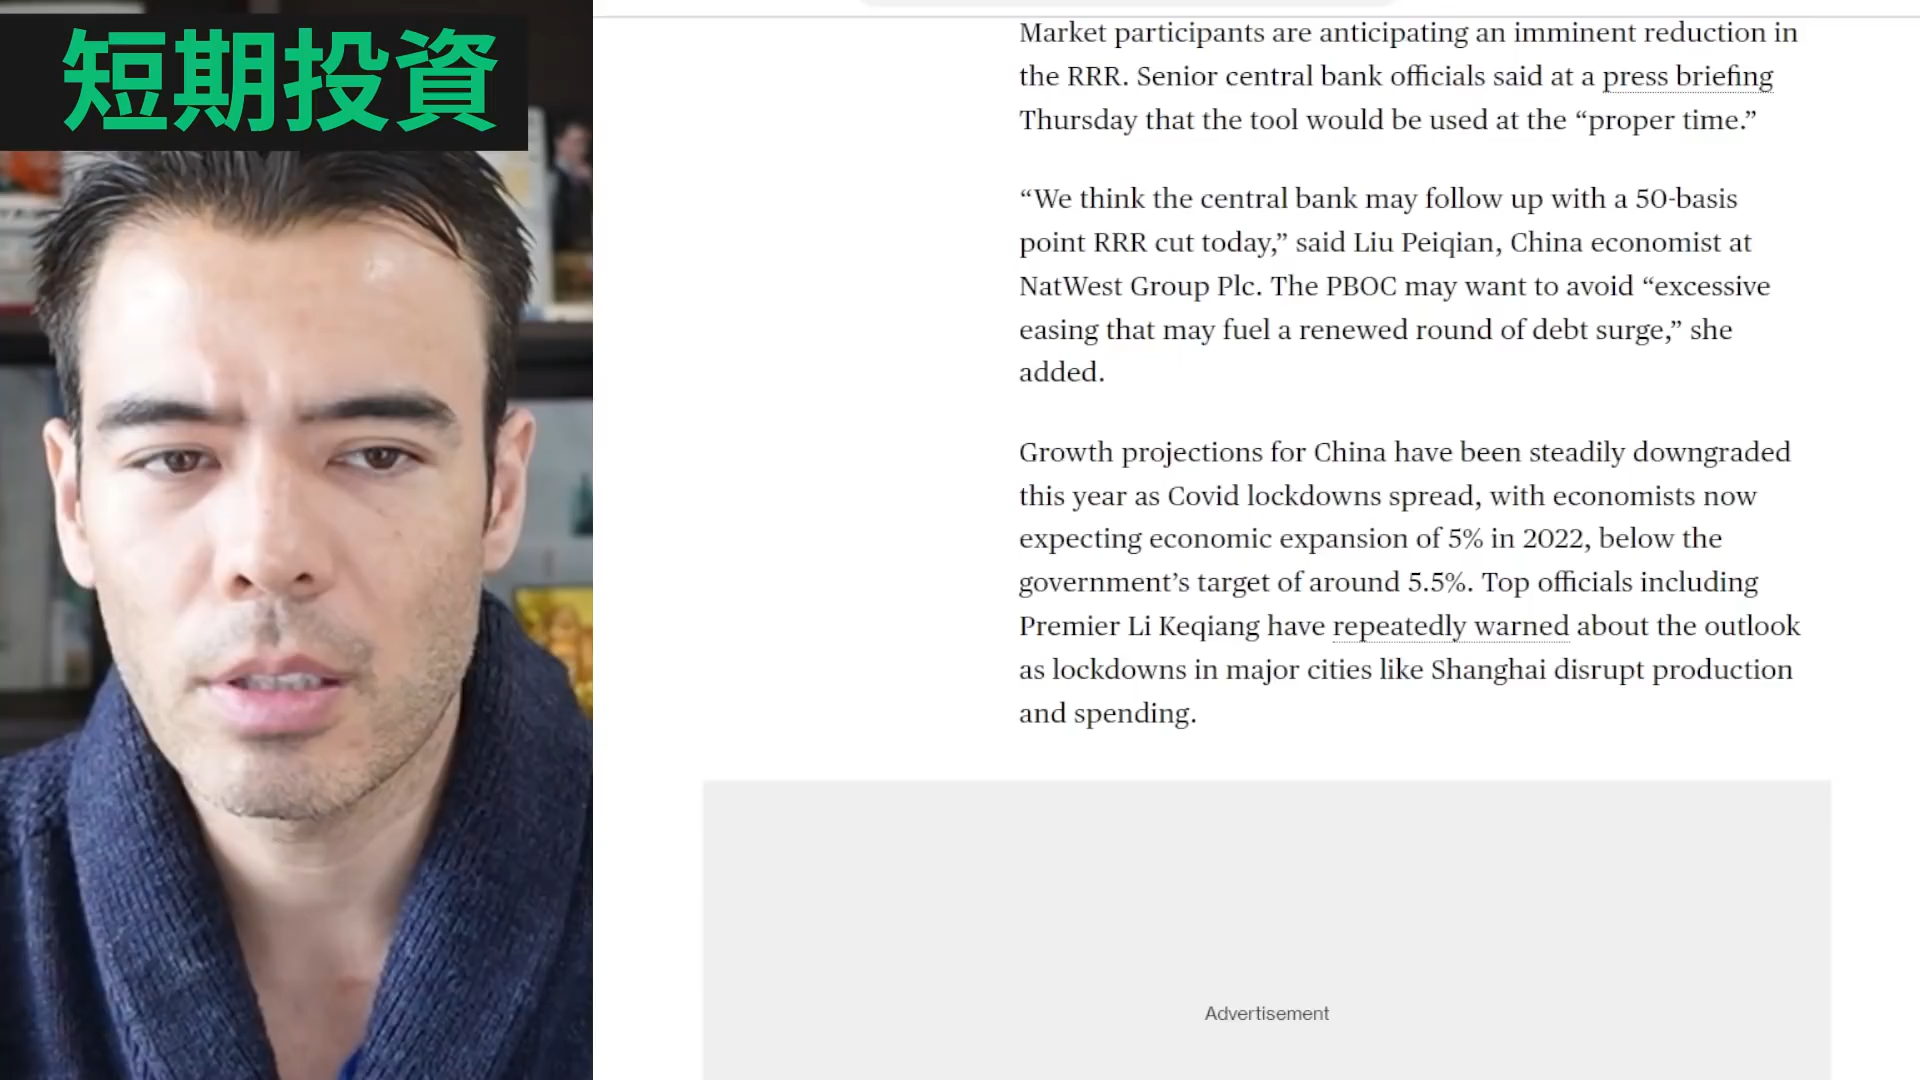 短期投資
Market participants are anticipating an imminent reduction in
the RRR. Senior central bank officials said at a press briefing
Thursday that the tool would be used at the “proper time.”
“We think the central bank may follow up with a 50-basis
point RRR cut today,” said Liu Peiqian, China economist at
NatWest Group Plc. The PBOC may want to avoid “excessive
easing that may fuel a renewed round of debt surge,” she
added.
Growth projections for China have been steadily downgraded
this year as Covid lockdowns spread, with economists now
expecting economic expansion of 5% in 2022, below the
government’s target of around 5.5%. Top officials including
Premier Li Keqiang have repeatedly warned about the outlook
as lockdowns in major cities like Shanghai disrupt production
and spending.
Advertisement